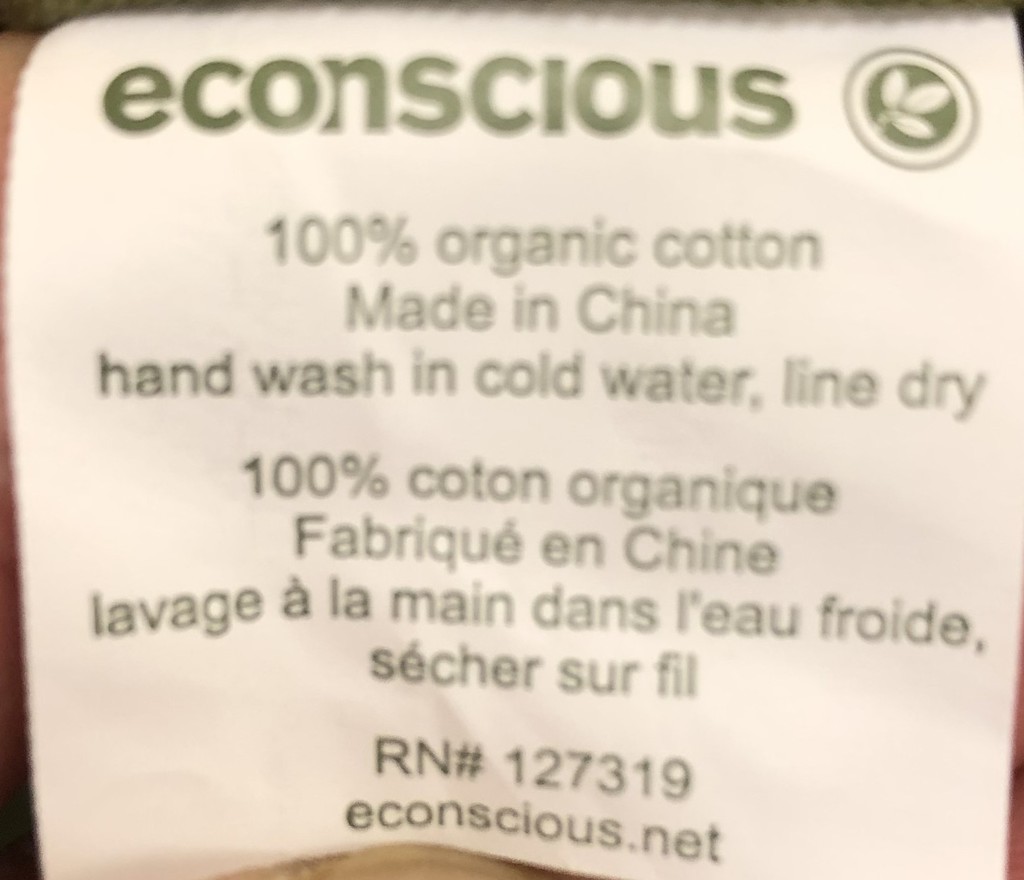 econscious
100% organic cotton
Made in China
hand wash in cold water, line dry
100% coton organique
Fabriqué en Chine
lavage à la main dans l'eau froide,
sécher sur fil
RN# 127319
econscious.net